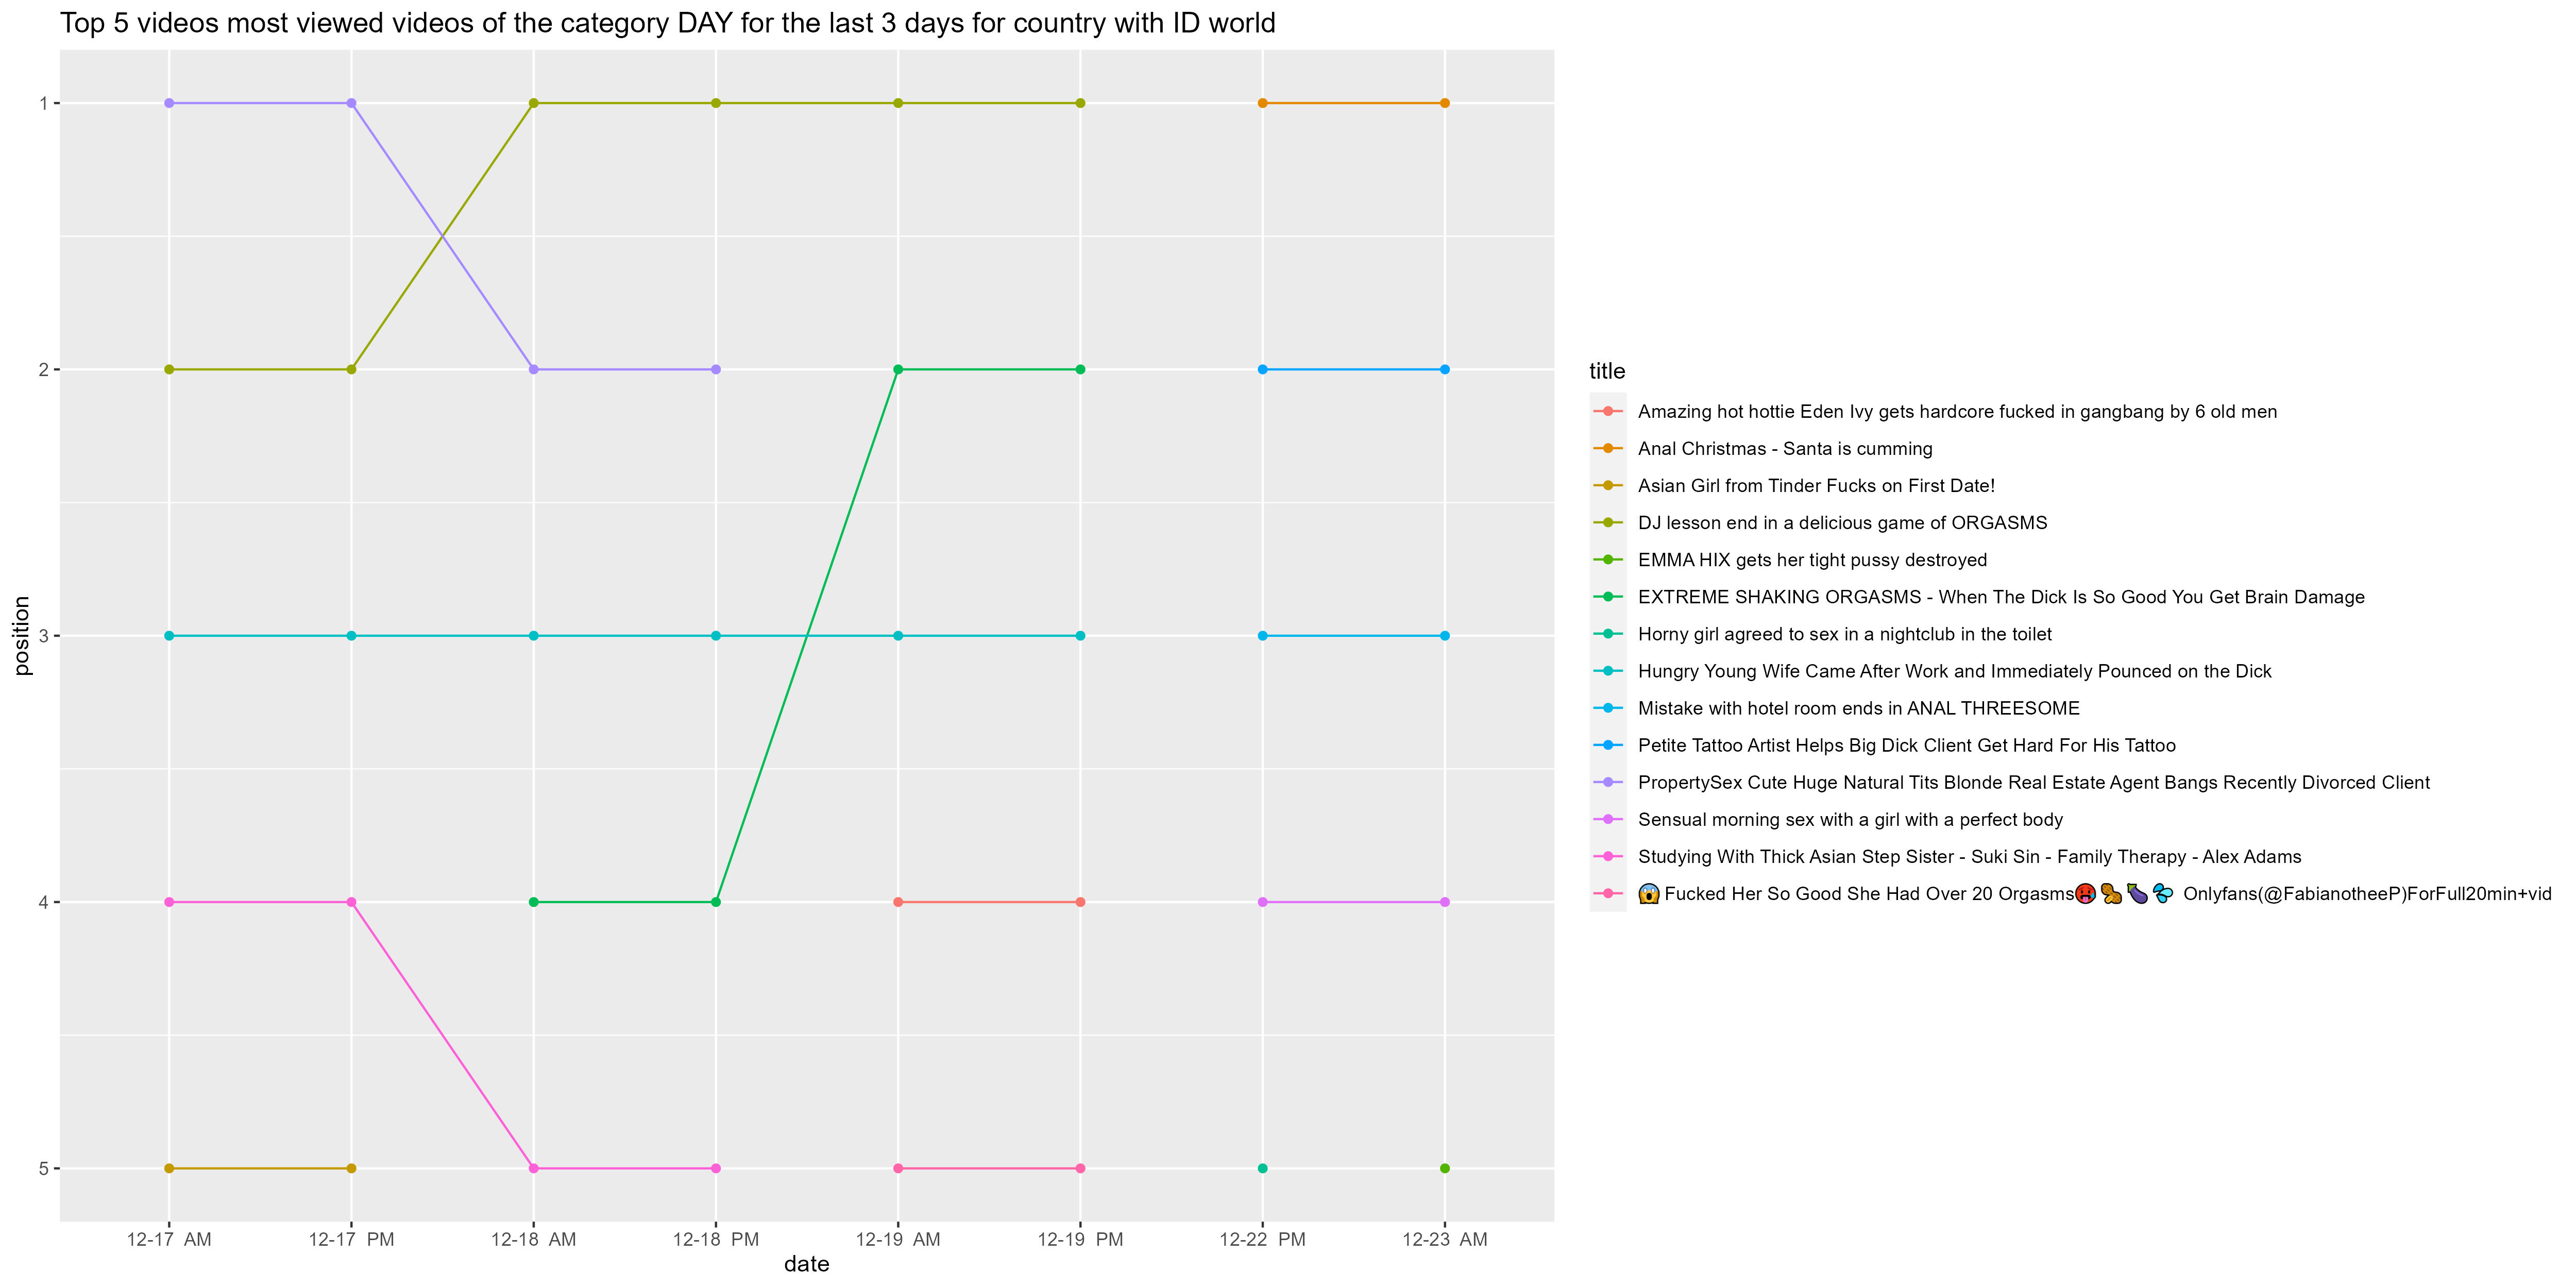 Top 5 videos most viewed videos of the category DAY for the last 3 days for country with ID world
1
2
3
4
5
position
12-17 AM
12-17 PM
12-18 AM
12-18 PM
12-19 AM
12-19 PM
12-22 PM
12-23 AM
date
title
Amazing hot hottie Eden Ivy gets hardcore fucked in gangbang by 6 old men
Anal Christmas - Santa is cumming
Asian Girl from Tinder Fucks on First Date!
DJ lesson end in a delicious game of ORGASMS
EMMA HIX gets her tight pussy destroyed
EXTREME SHAKING ORGASMS - When The Dick Is So Good You Get Brain Damage
Horny girl agreed to sex in a nightclub in the toilet
Hungry Young Wife Came After Work and Immediately Pounced on the Dick
Mistake with hotel room ends in ANAL THREESOME
Petite Tattoo Artist Helps Big Dick Client Get Hard For His Tattoo
PropertySex Cute Huge Natural Tits Blonde Real Estate Agent Bangs Recently Divorced Client
Sensual morning sex with a girl with a perfect body
Studying With Thick Asian Step Sister - Suki Sin - Family Therapy - Alex Adams
😱 Fucked Her So Good She Had Over 20 Orgasms🤬🥜🍆💦 Onlyfans(@FabianotheeP)ForFull20min+vid